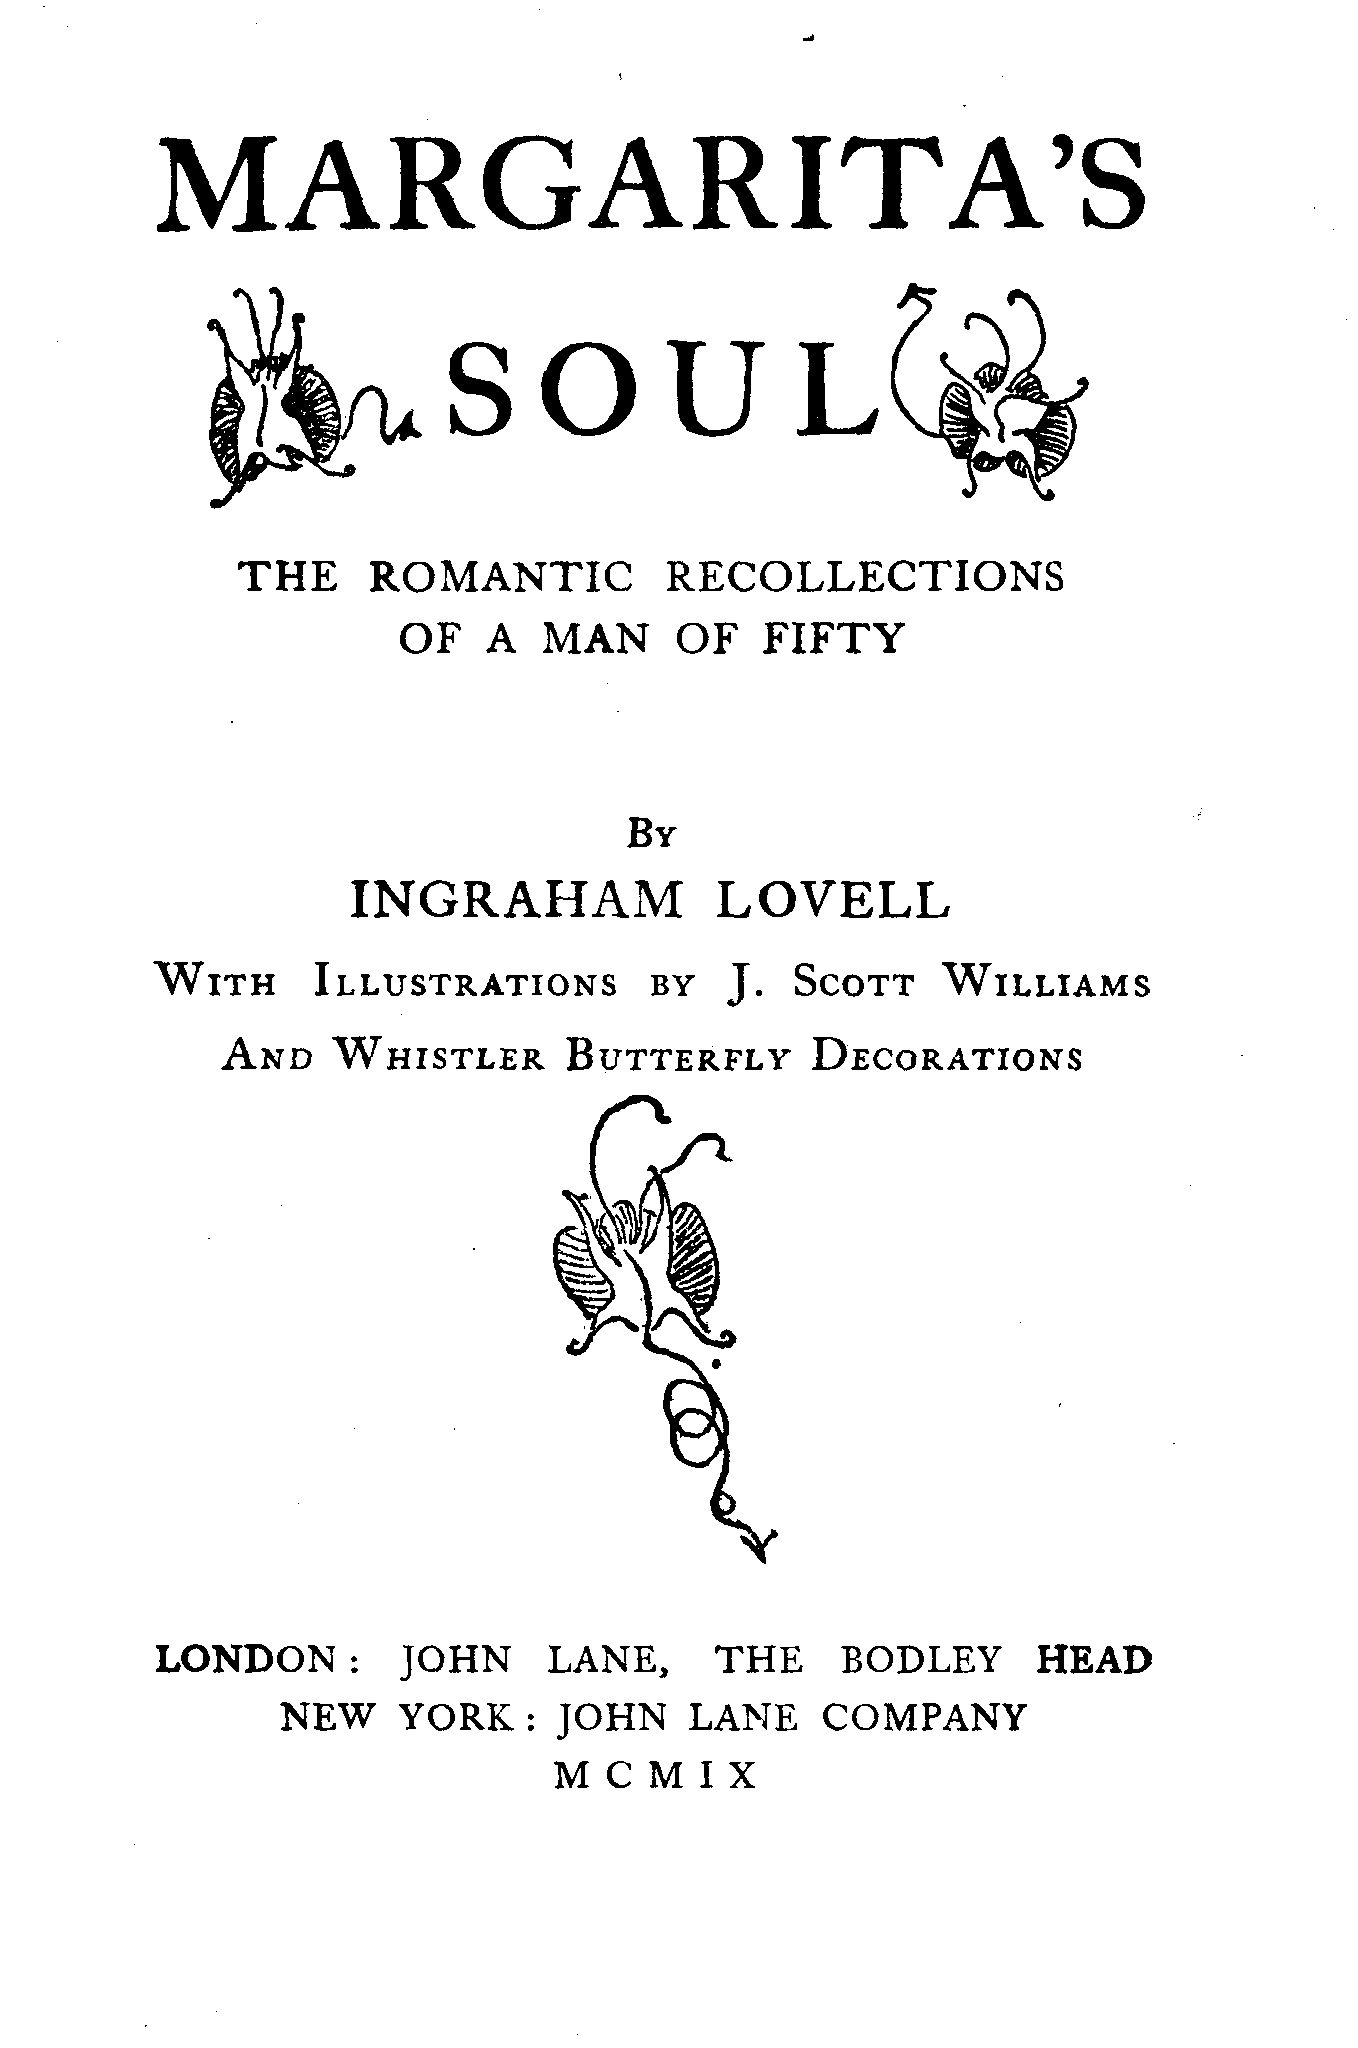 MARGARITA'S
SOUL
THE ROMANTIC RECOLLECTIONS
OF A MAN OF FIFTY
BY
INGRAHAM LOVELL
WITH ILLUSTRATIONS BY J. SCOTT WILLIAMS
AND WHISTLER BUTTERFLY DECORATIONS
LONDON: JOHN LANE, THE BODLEY HEAD
NEW YORK: JOHN LANE COMPANY
MCMIX